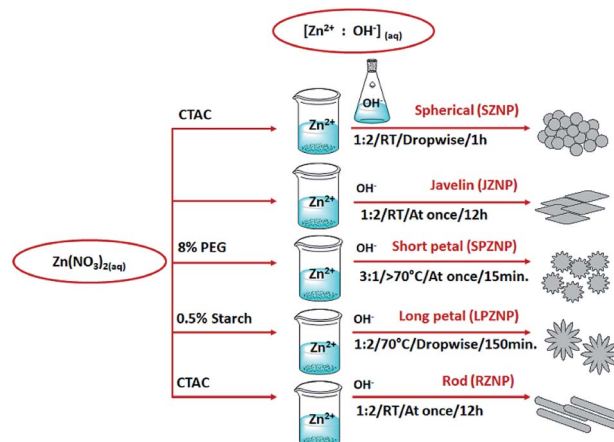 [Zn²⁺ : OH⁻] (aq)
OH⁻
CTAC
Zn²⁺
Spherical (SZNP)
1:2/RT/Dropwise/1h
Zn²⁺
OH⁻
Javelin (JZNP)
1:2/RT/At once/12h
Zn(NO₃)₂(aq)
8% PEG
Zn²⁺
OH⁻
Short petal (SPZNP)
3:1/>70°C/At once/15min.
0.5% Starch
Zn²⁺
OH⁻
Long petal (LPZNP)
1:2/70°C/Dropwise/150min.
CTAC
Zn²⁺
OH⁻
Rod (RZNP)
1:2/RT/At once/12h